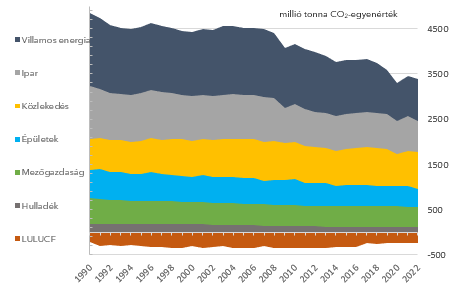 millió tonna CO₂-egyenérték
4500
3500
2500
1500
500
-500
Villamos energia
Ipar
Közlekedés
Épületek
Mezőgazdaság
Hulladék
LULUCF
1990 1992 1994 1996 1998 2000 2002 2004 2006 2008 2010 2012 2014 2016 2018 2020 2022